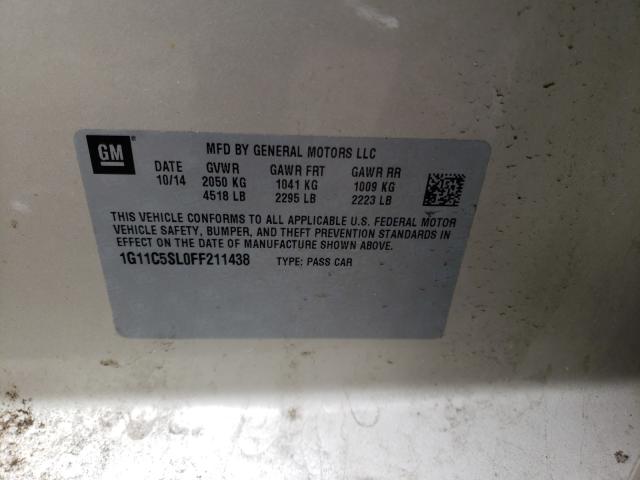 GM ®
MFD BY GENERAL MOTORS LLC
DATE GVWR GAWR FRT GAWR RR
10/14 2050 KG 1041 KG 1009 KG
4518 LB 2295 LB 2223 LB
THIS VEHICLE CONFORMS TO ALL APPLICABLE U.S. FEDERAL MOTOR
VEHICLE SAFETY, BUMPER, AND THEFT PREVENTION STANDARDS IN
EFFECT ON THE DATE OF MANUFACTURE SHOWN ABOVE.
1G11C5SL0FF211438 TYPE: PASS CAR